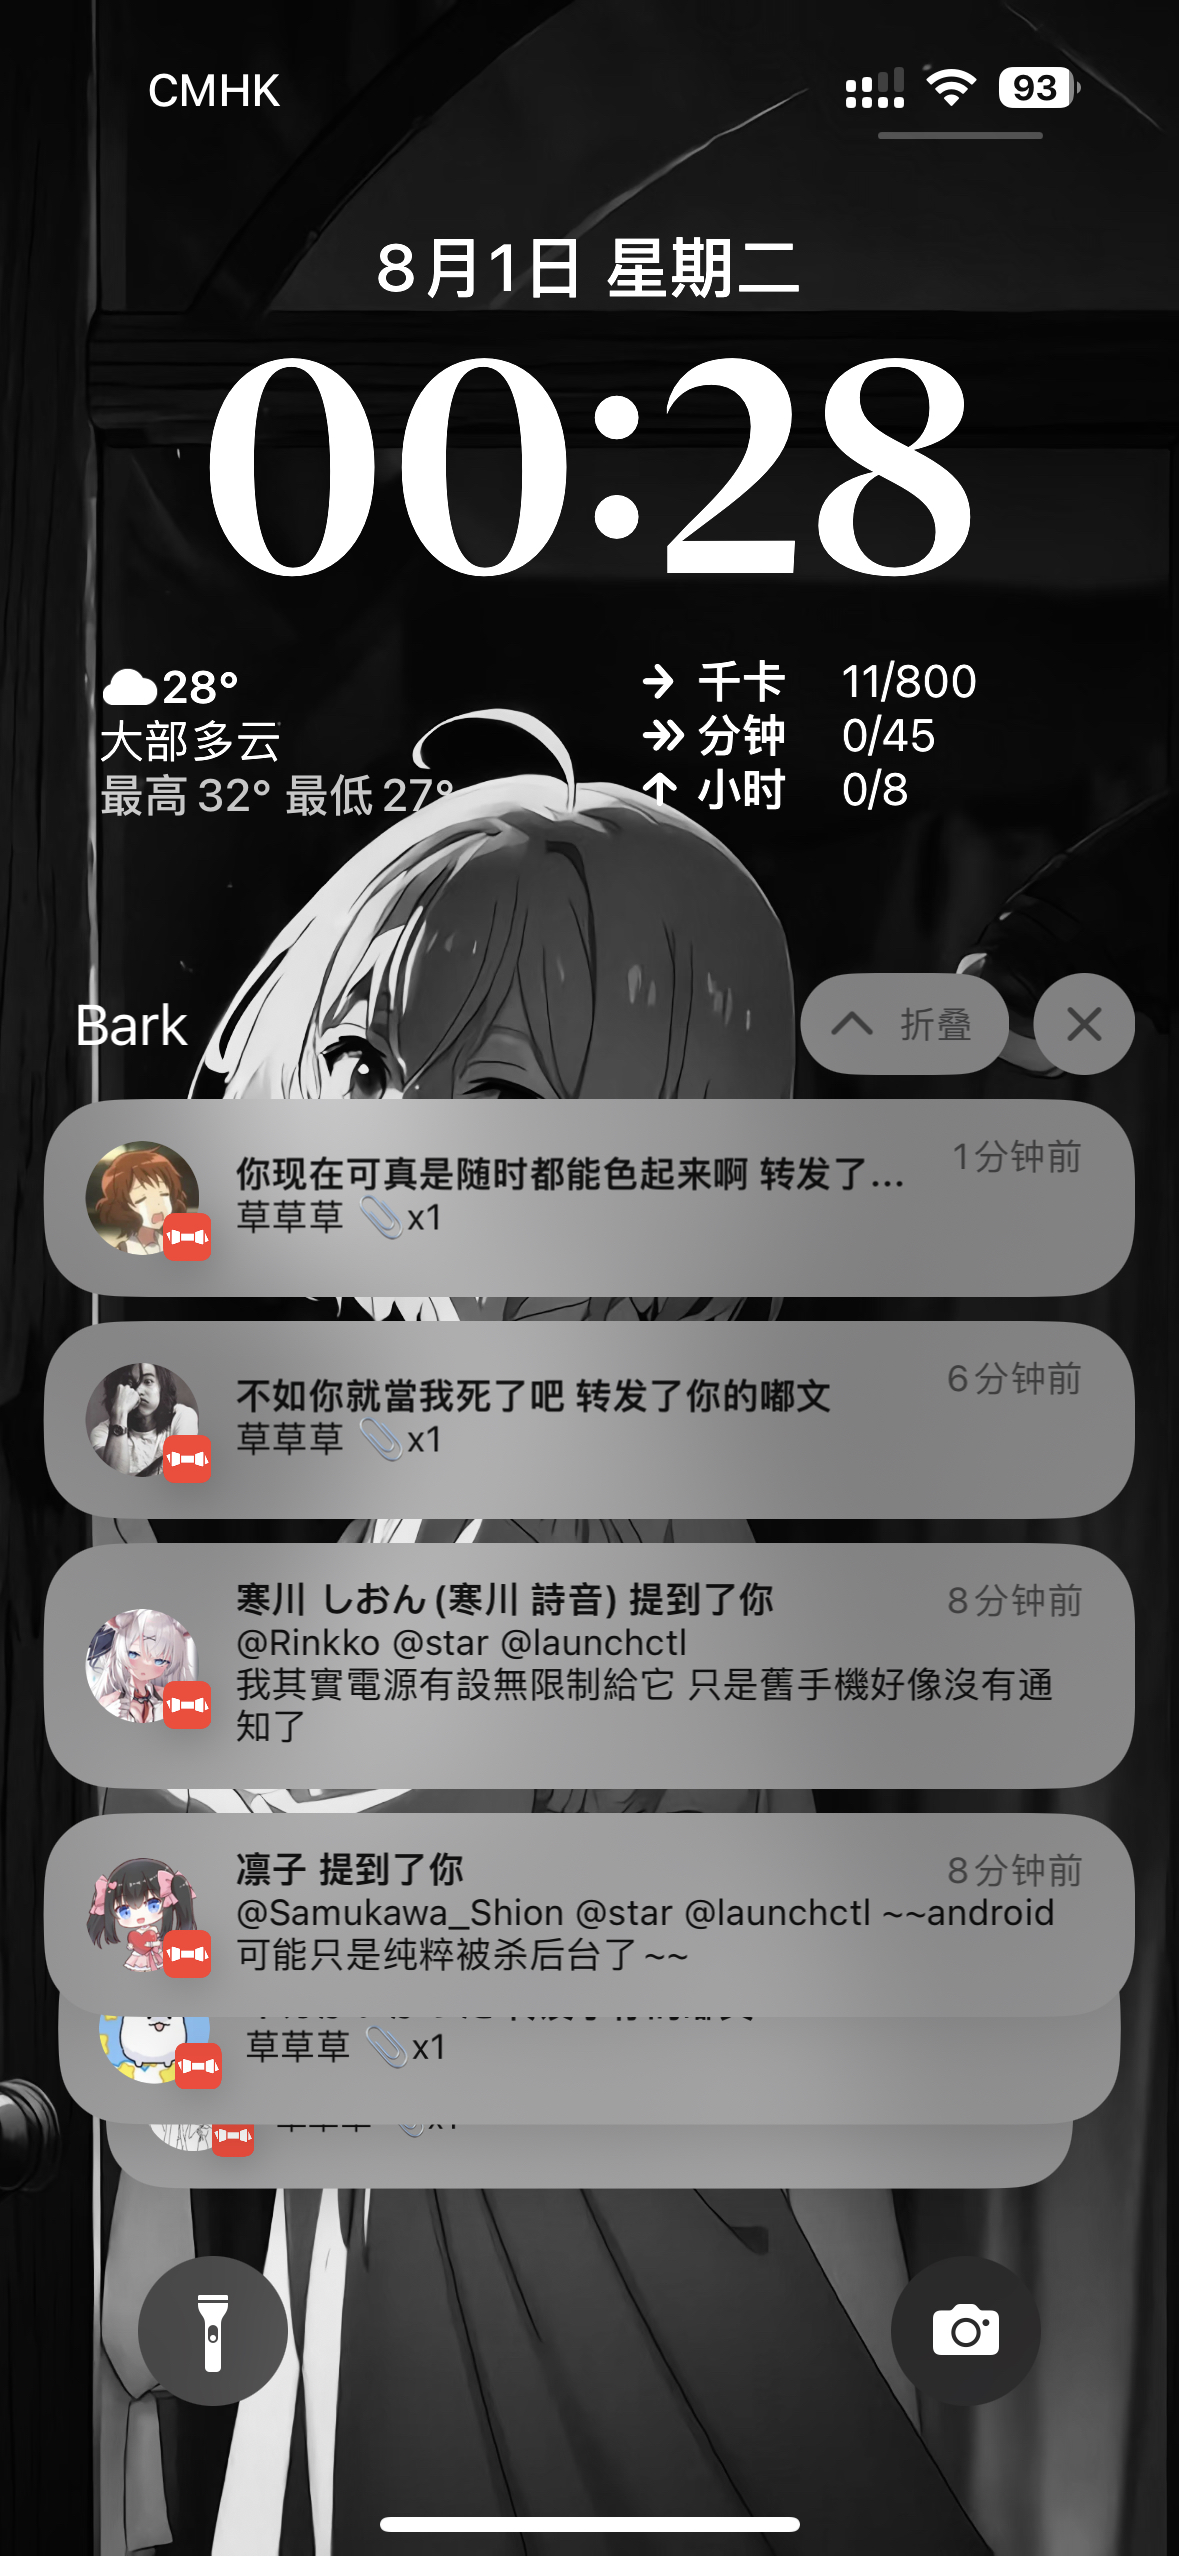 CMHK
93
8月1日 星期二
00:28
28°
大部多云
最高 32° 最低 27°
千卡 11/800
分钟 0/45
小时 0/8
Bark
折叠
你现在可真是随时都能色起来啊 转发了...
1分钟前
草草草 📎x1
不如你就當我死了吧 转发了你的嘟文
6分钟前
草草草 📎x1
寒川 しおん (寒川 詩音) 提到了你
8分钟前
@Rinkko @star @launchctl
我其實電源有設無限制給它 只是舊手機好像沒有通
知了
凛子 提到了你
8分钟前
@Samukawa_Shion @star @launchctl ~~android
可能只是纯粹被杀后台了~~
草草草 📎x1